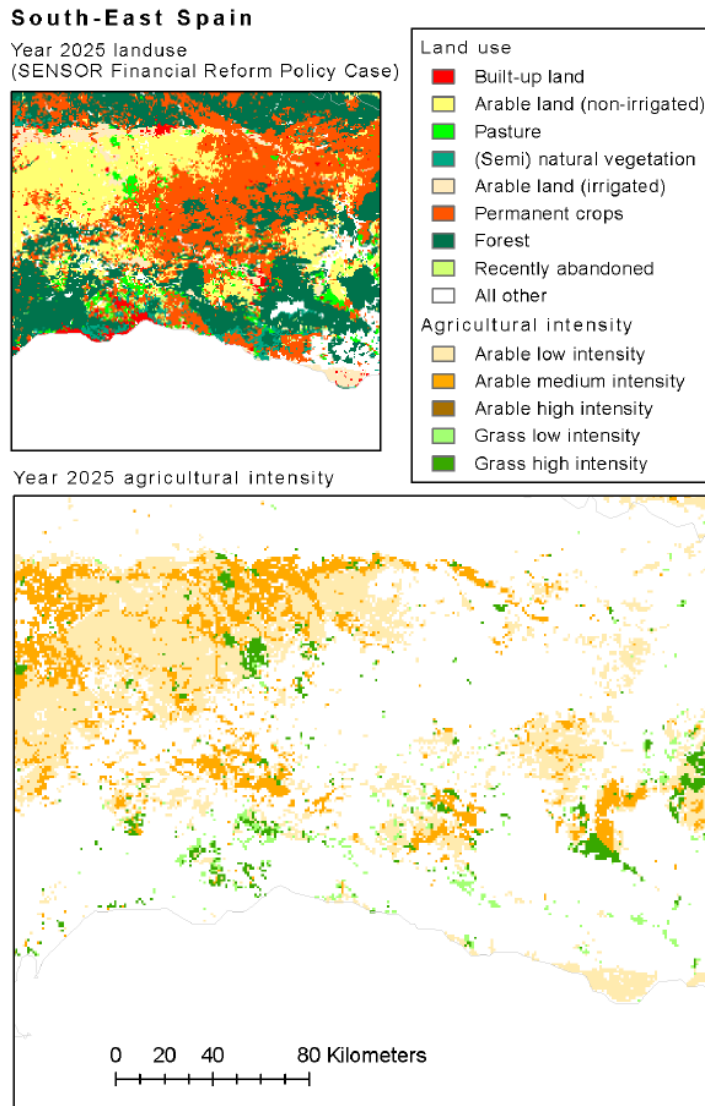 South-East Spain
Year 2025 landuse
(SENSOR Financial Reform Policy Case)
Land use
Built-up land
Arable land (non-irrigated)
Pasture
(Semi) natural vegetation
Arable land (irrigated)
Permanent crops
Forest
Recently abandoned
All other
Agricultural intensity
Arable low intensity
Arable medium intensity
Arable high intensity
Grass low intensity
Grass high intensity
Year 2025 agricultural intensity
0 20 40 80 Kilometers